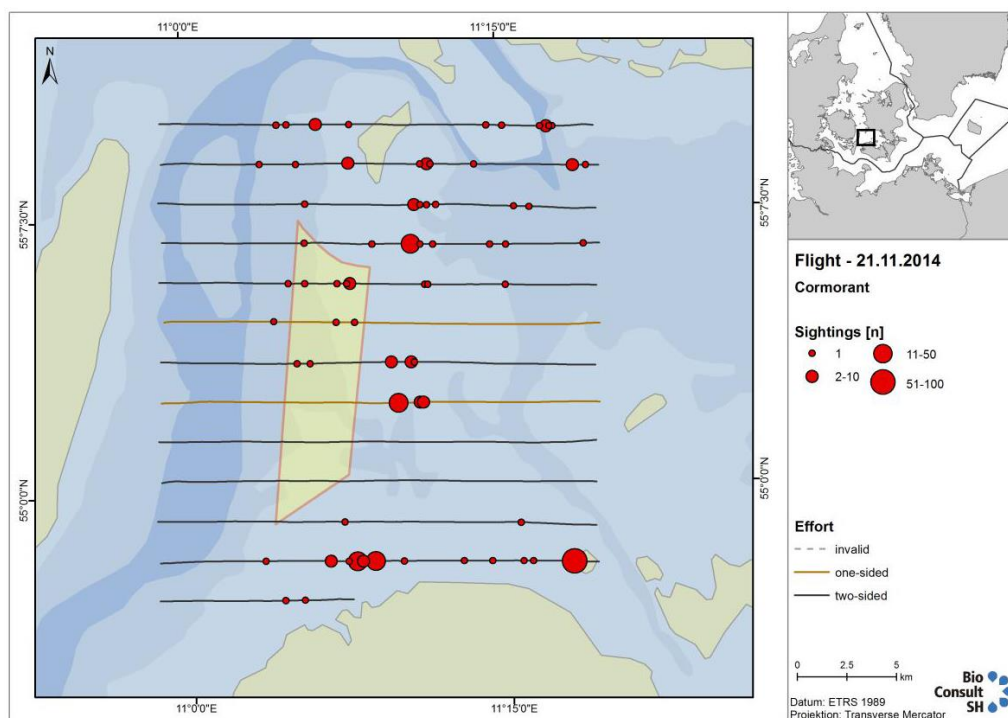 11°0'0"E
11°15'0"E
N
55°7'30"N
55°7'30"N
55°0'0"N
55°0'0"N
11°0'0"E
11°15'0"E
Flight - 21.11.2014
Cormorant
Sightings [n]
1
11-50
2-10
51-100
Effort
invalid
one-sided
two-sided
0
2.5
5
km
Datum: ETRS 1989
Projektion: Transverse Mercator
Bio
Consult
SH